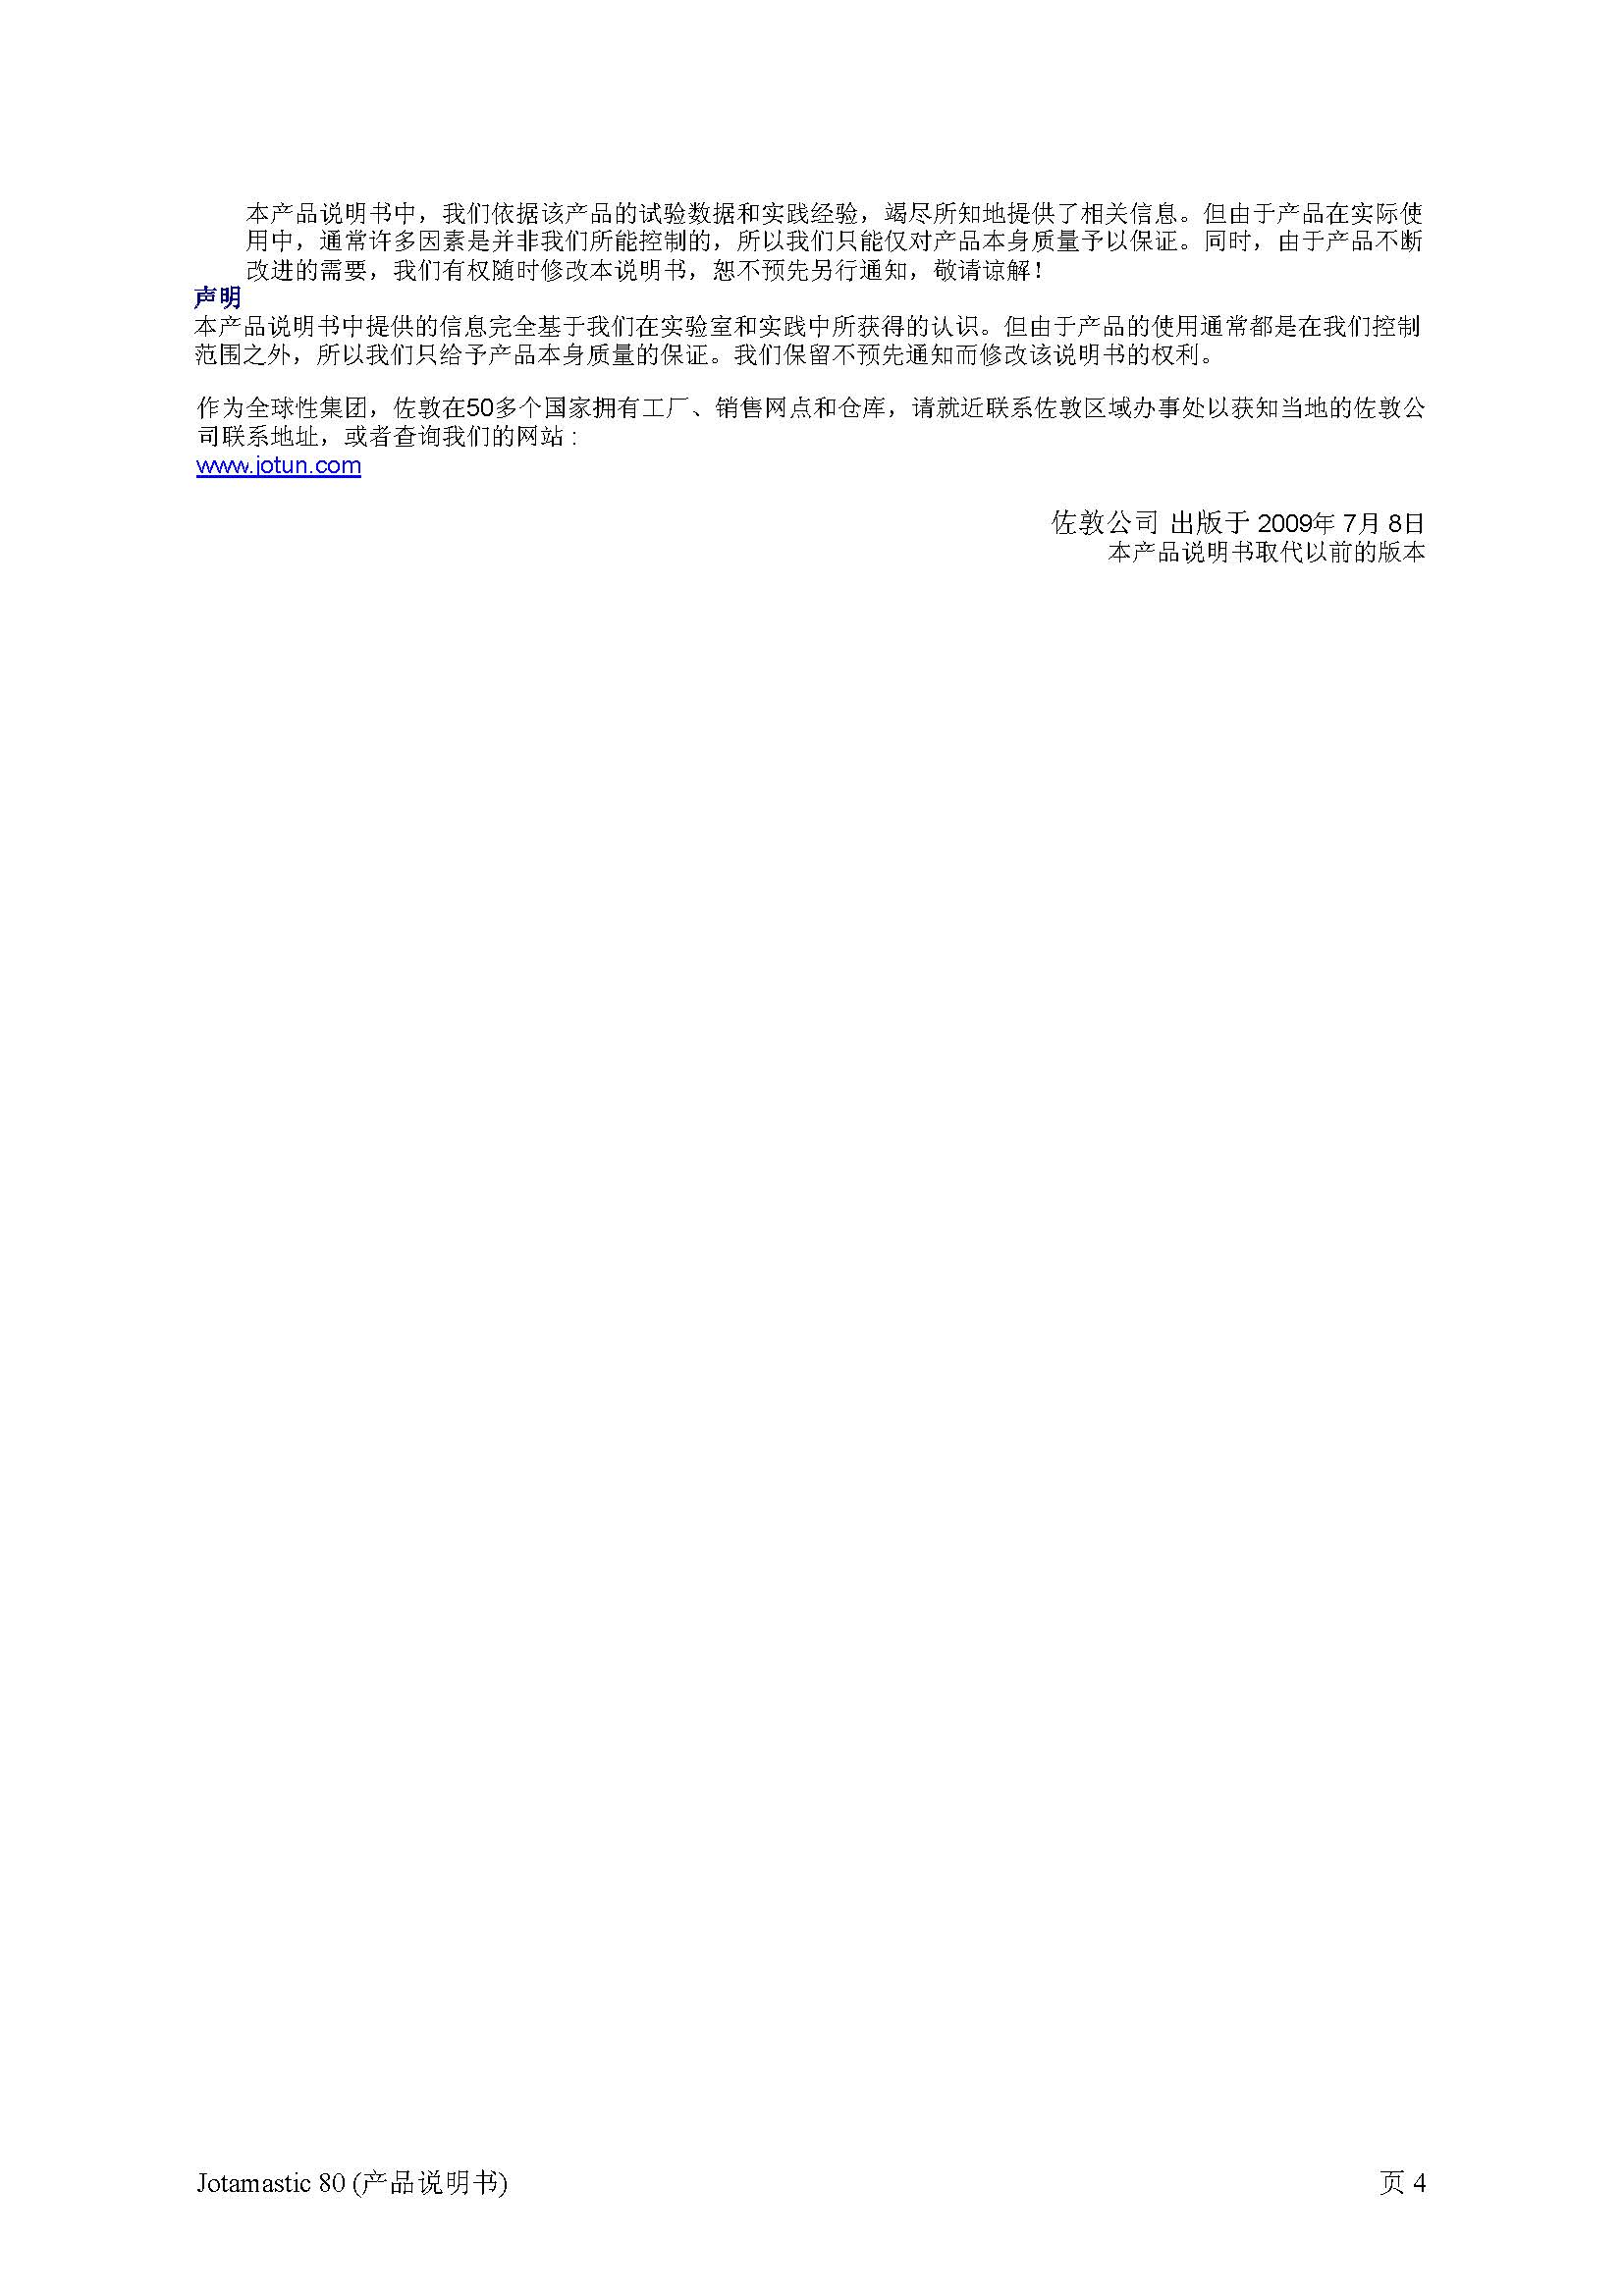 本产品说明书中，我们依据该产品的试验数据和实践经验，竭尽所知地提供了相关信息。但由于产品在实际使
用中，通常许多因素是并非我们所能控制的，所以我们只能仅对产品本身质量予以保证。同时，由于产品不断
改进的需要，我们有权随时修改本说明书，恕不预先另行通知，敬请谅解！
声明
本产品说明书中提供的信息完全基于我们在实验室和实践中所获得的认识。但由于产品的使用通常都是在我们控制
范围之外，所以我们只给予产品本身质量的保证。我们保留不预先通知而修改该说明书的权利。
作为全球性集团，佐敦在50多个国家拥有工厂、销售网点和仓库，请就近联系佐敦区域办事处以获知当地的佐敦公
司联系地址，或者查询我们的网站：
www.jotun.com
佐敦公司 出版于 2009年 7月 8日
本产品说明书取代以前的版本
Jotamastic 80 (产品说明书) 页 4